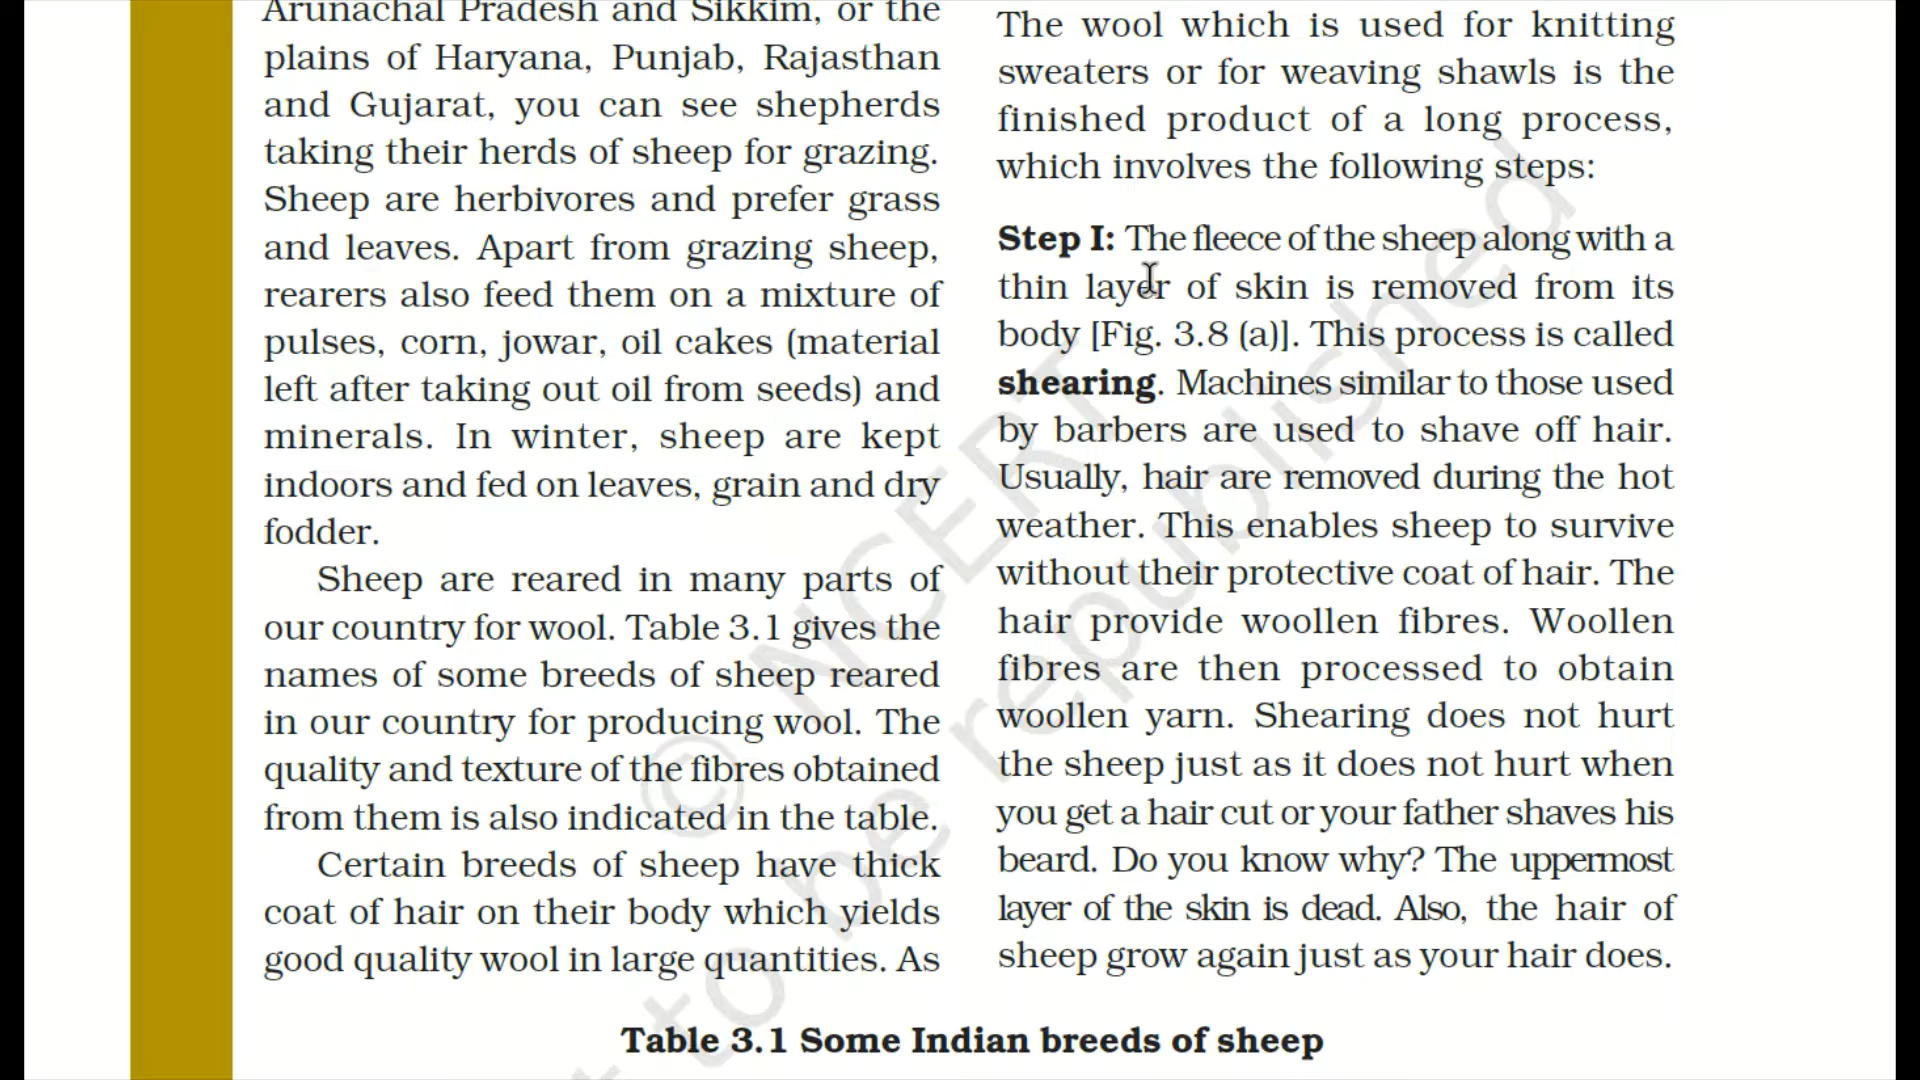 Arunachal Pradesh and Sikkim, or the
plains of Haryana, Punjab, Rajasthan
and Gujarat, you can see shepherds
taking their herds of sheep for grazing.
Sheep are herbivores and prefer grass
and leaves. Apart from grazing sheep,
rearers also feed them on a mixture of
pulses, corn, jowar, oil cakes (material
left after taking out oil from seeds) and
minerals. In winter, sheep are kept
indoors and fed on leaves, grain and dry
fodder.
Sheep are reared in many parts of
our country for wool. Table 3.1 gives the
names of some breeds of sheep reared
in our country for producing wool. The
quality and texture of the fibres obtained
from them is also indicated in the table.
Certain breeds of sheep have thick
coat of hair on their body which yields
good quality wool in large quantities. As
The wool which is used for knitting
sweaters or for weaving shawls is the
finished product of a long process,
which involves the following steps:
Step I: The fleece of the sheep along with a
thin layer of skin is removed from its
body [Fig. 3.8 (a)]. This process is called
shearing. Machines similar to those used
by barbers are used to shave off hair.
Usually, hair are removed during the hot
weather. This enables sheep to survive
without their protective coat of hair. The
hair provide woollen fibres. Woollen
fibres are then processed to obtain
woollen yarn. Shearing does not hurt
the sheep just as it does not hurt when
you get a hair cut or your father shaves his
beard. Do you know why? The uppermost
layer of the skin is dead. Also, the hair of
sheep grow again just as your hair does.
Table 3.1 Some Indian breeds of sheep
© NCERT
to be republished